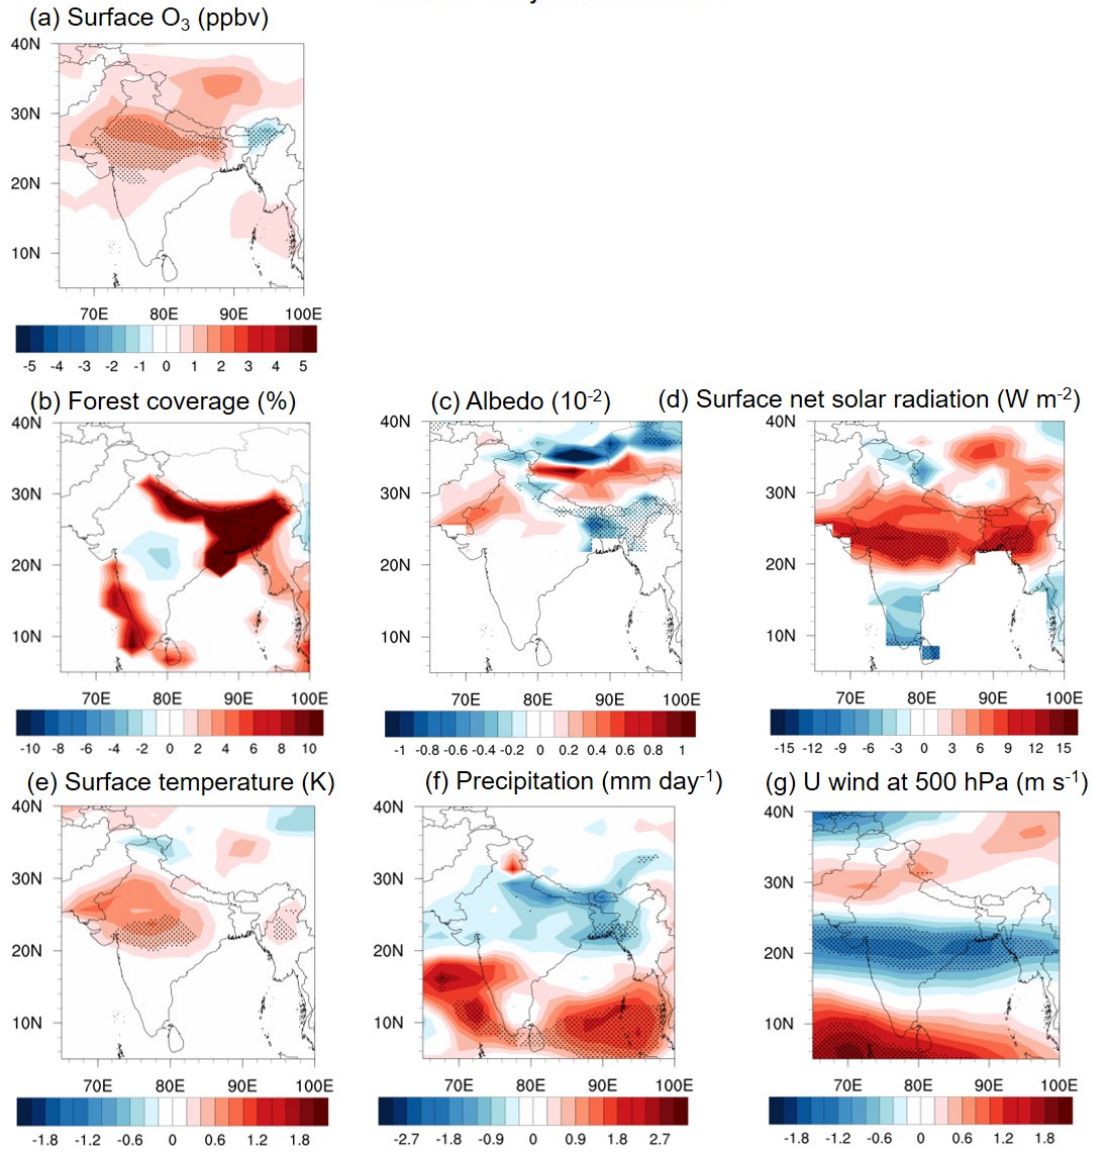 (a) Surface O3 (ppbv)
40N
30N
20N
10N
70E 80E 90E 100E
-5 -4 -3 -2 -1 0 1 2 3 4 5
(b) Forest coverage (%)
(c) Albedo (10-2)
(d) Surface net solar radiation (W m-2)
40N 40N 40N
30N 30N 30N
20N 20N 20N
10N 10N 10N
70E 80E 90E 100E 70E 80E 90E 100E 70E 80E 90E 100E
-10 -8 -6 -4 -2 0 2 4 6 8 10
-1 -0.8 -0.6 -0.4 -0.2 0 0.2 0.4 0.6 0.8 1
-15 -12 -9 -6 -3 0 3 6 9 12 15
(e) Surface temperature (K)
(f) Precipitation (mm day-1)
(g) U wind at 500 hPa (m s-1)
40N 40N 40N
30N 30N 30N
20N 20N 20N
10N 10N 10N
70E 80E 90E 100E 70E 80E 90E 100E 70E 80E 90E 100E
-1.8 -1.2 -0.6 0 0.6 1.2 1.8
-2.7 -1.8 -0.9 0 0.9 1.8 2.7
-1.8 -1.2 -0.6 0 0.6 1.2 1.8